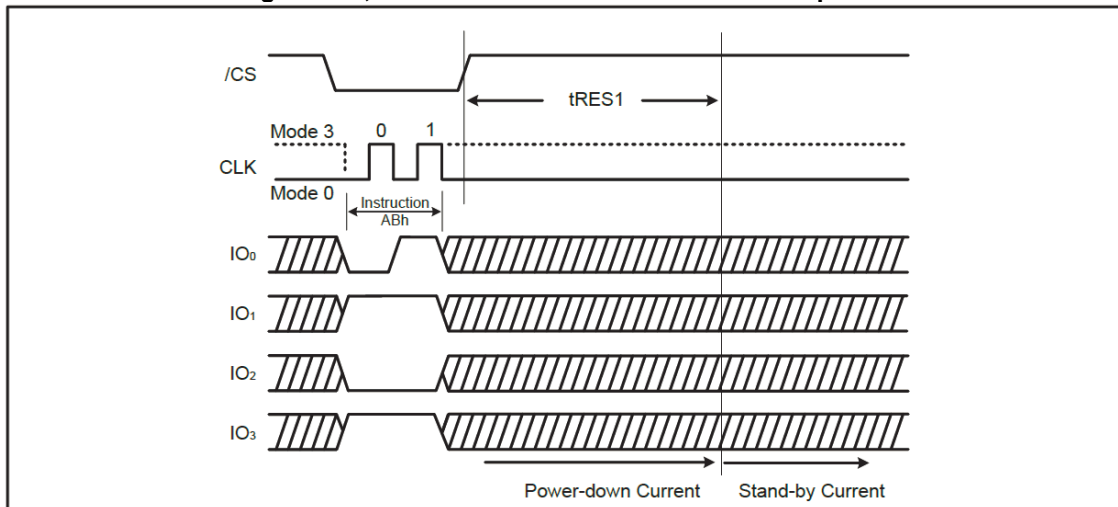 /CS
tRES1
Mode 3
0
1
CLK
Mode 0
Instruction
ABh
IO₀
IO₁
IO₂
IO₃
Power-down Current
Stand-by Current